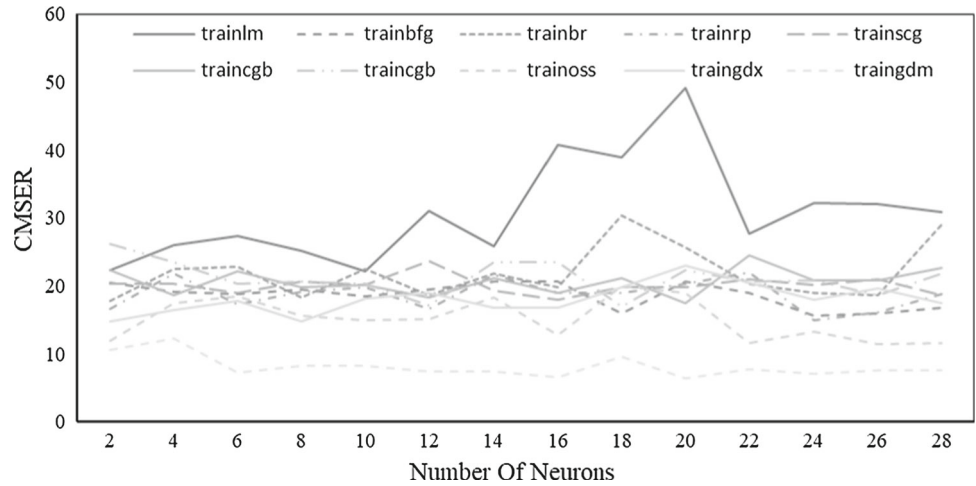 60
trainlm trainbfg trainbr trainrp trainscg
traincgb traincgb trainoss traingdx traingdm
50
40
30
20
10
0
CMSER
2 4 6 8 10 12 14 16 18 20 22 24 26 28
Number Of Neurons